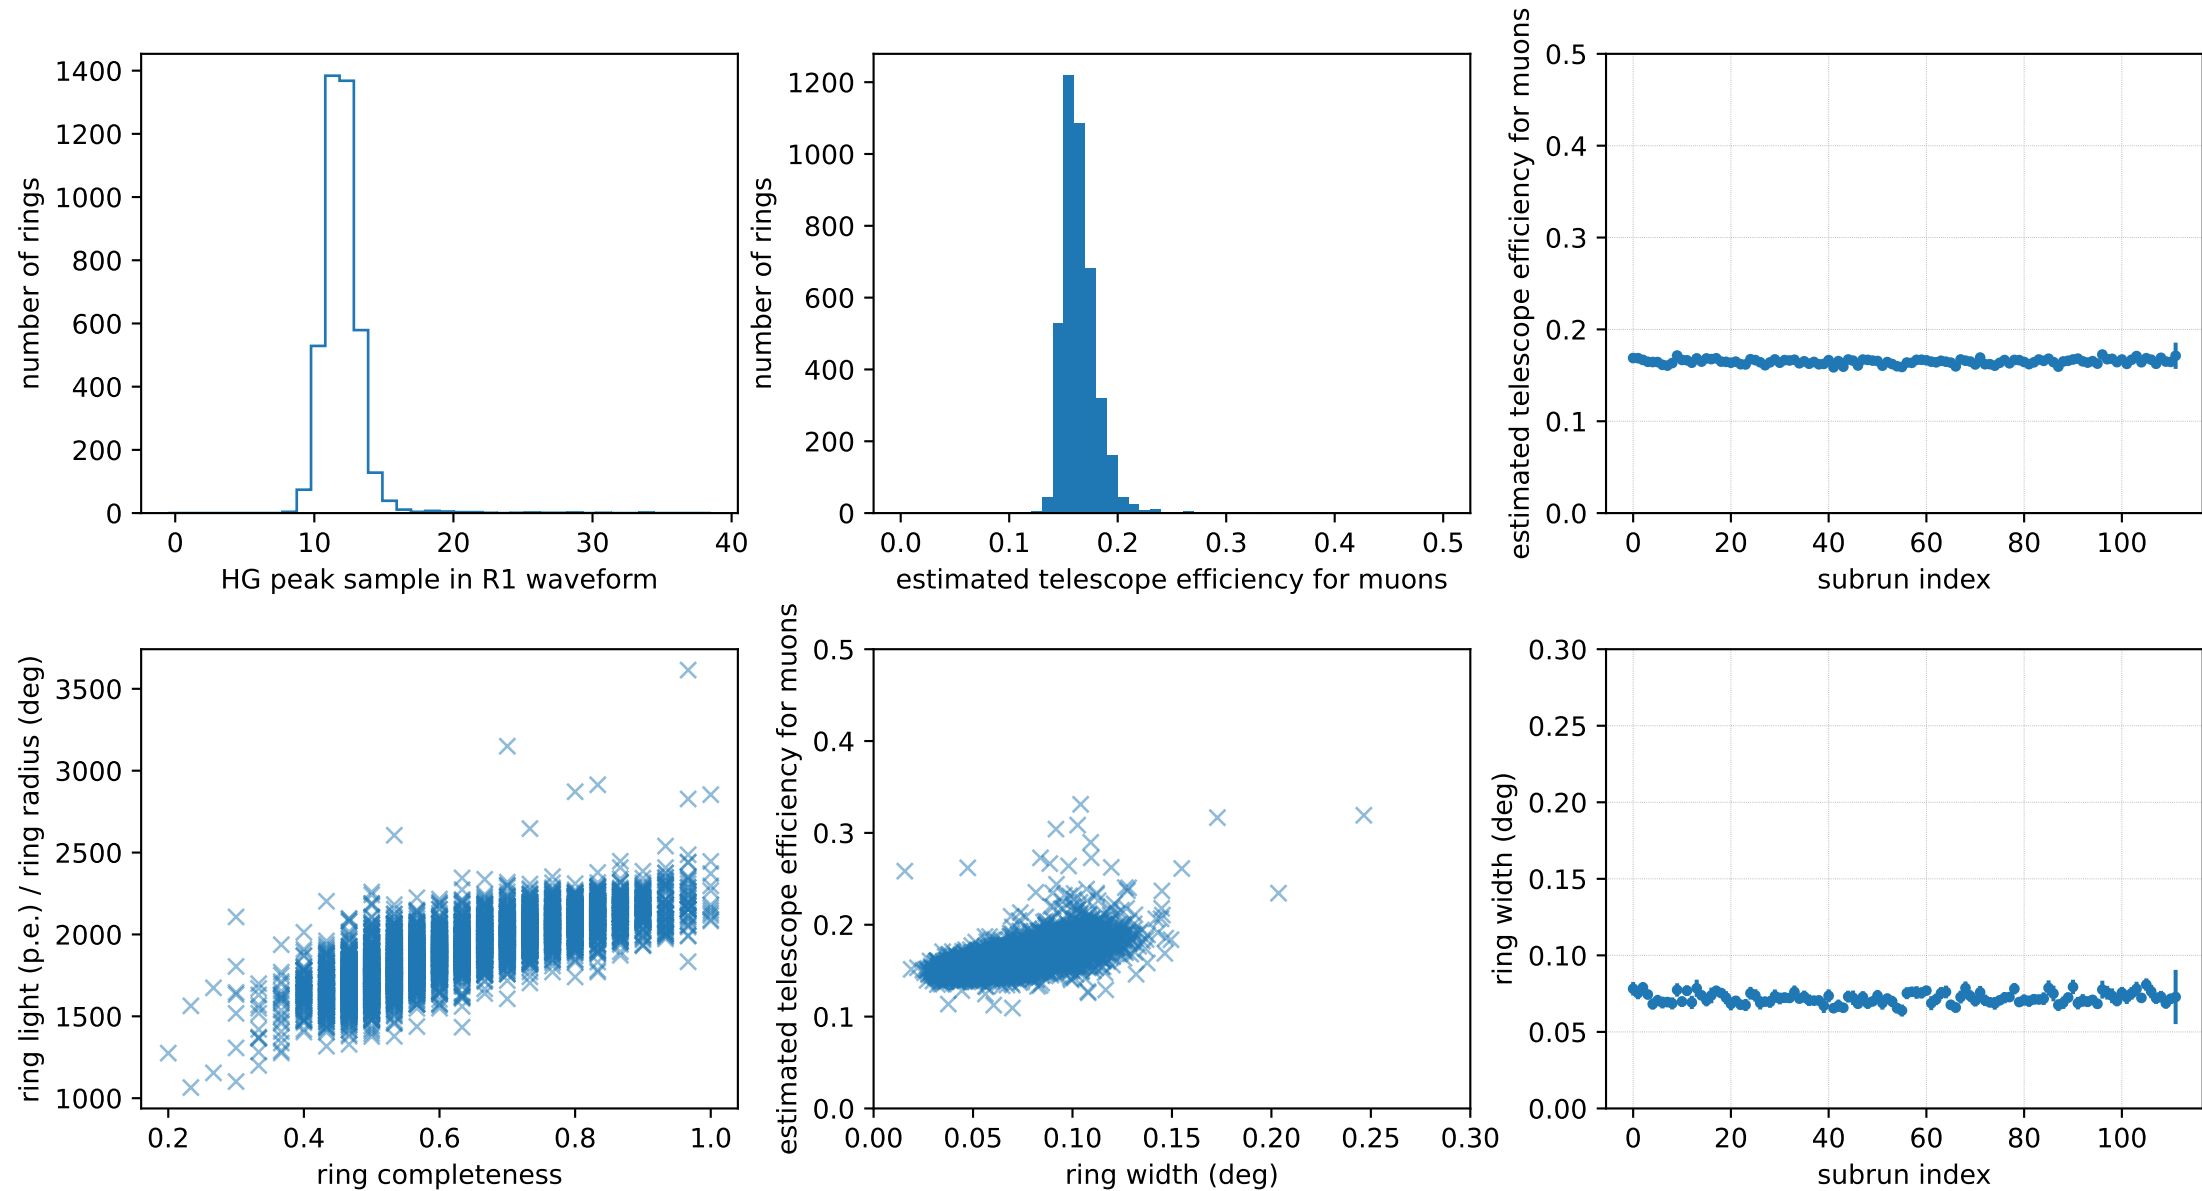 number of rings
1400
1200
1000
800
600
400
200
0
0 10 20 30 40
HG peak sample in R1 waveform
number of rings
1200
1000
800
600
400
200
0
0.0 0.1 0.2 0.3 0.4 0.5
estimated telescope efficiency for muons
estimated telescope efficiency for muons
0.5
0.4
0.3
0.2
0.1
0.0
0 20 40 60 80 100
subrun index
ring light (p.e.) / ring radius (deg)
3500
3000
2500
2000
1500
1000
0.2 0.4 0.6 0.8 1.0
ring completeness
estimated telescope efficiency for muons
0.5
0.4
0.3
0.2
0.1
0.0
0.00 0.05 0.10 0.15 0.20 0.25 0.30
ring width (deg)
ring width (deg)
0.30
0.25
0.20
0.15
0.10
0.05
0.00
0 20 40 60 80 100
subrun index